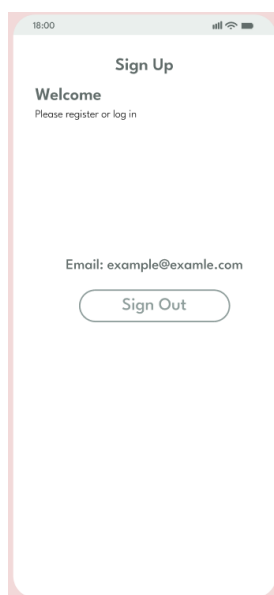 18:00
Sign Up
Welcome
Please register or log in
Email: example@examle.com
Sign Out